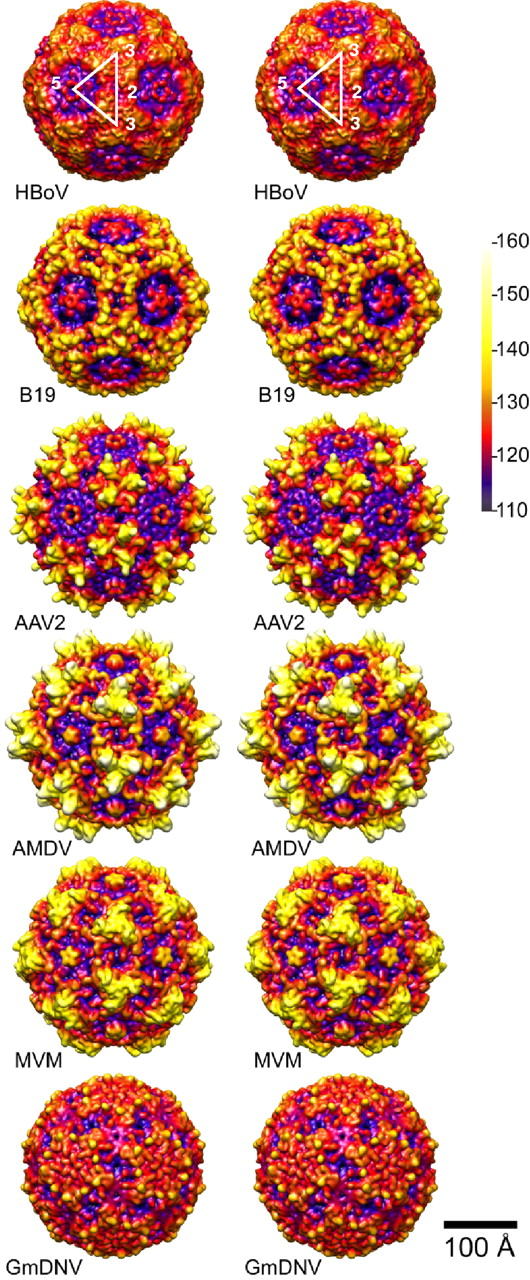 3 3
5 5
2 2
3 3
HBoV HBoV
-160
-150
-140
-130
-120
-110
B19 B19
AAV2 AAV2
AMDV AMDV
MVM MVM
GmDNV GmDNV
100 Å